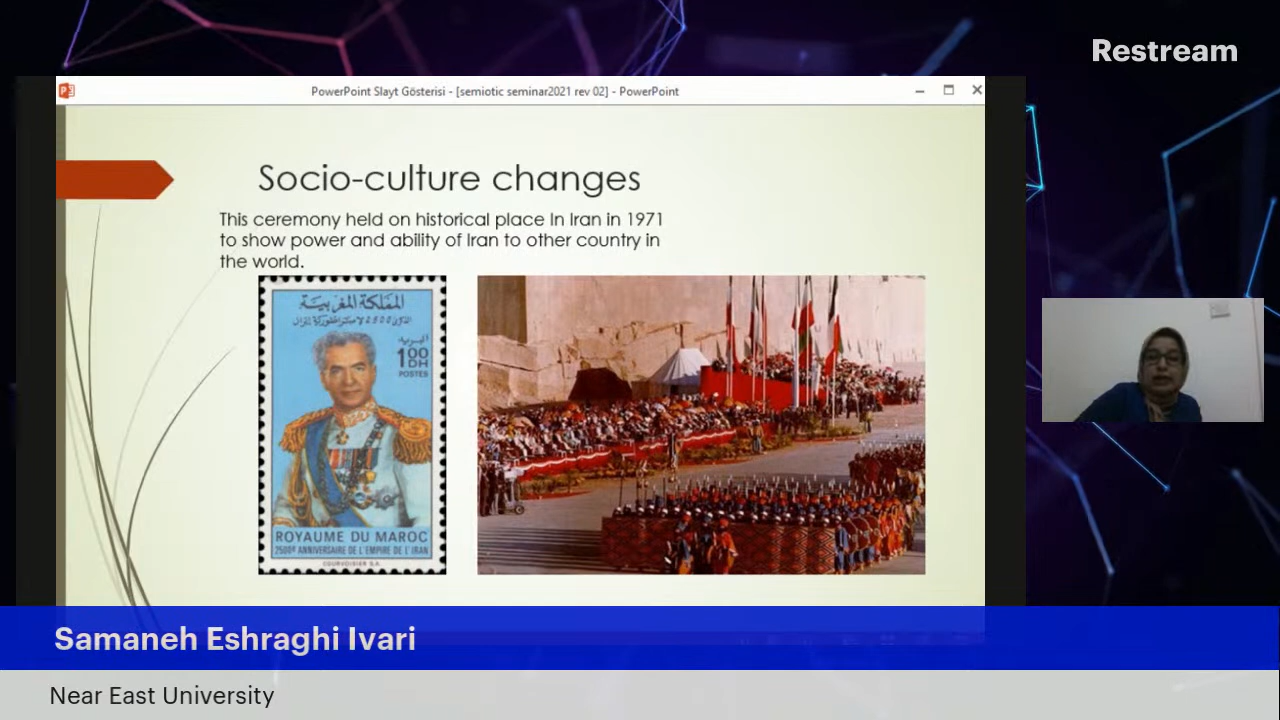 Restream
PowerPoint Slayt Gösterisi - [semiotic seminar2021 rev 02] - PowerPoint
Socio-culture changes
This ceremony held on historical place In Iran in 1971
to show power and ability of Iran to other country in
the world.
المملكة المغربية
البريد
1.00
DH
POSTES
ROYAUME DU MAROC
2500e ANNIVERSAIRE DE L'EMPIRE DE L'IRAN
COURVOISIER S.A.
Samaneh Eshraghi Ivari
Near East University